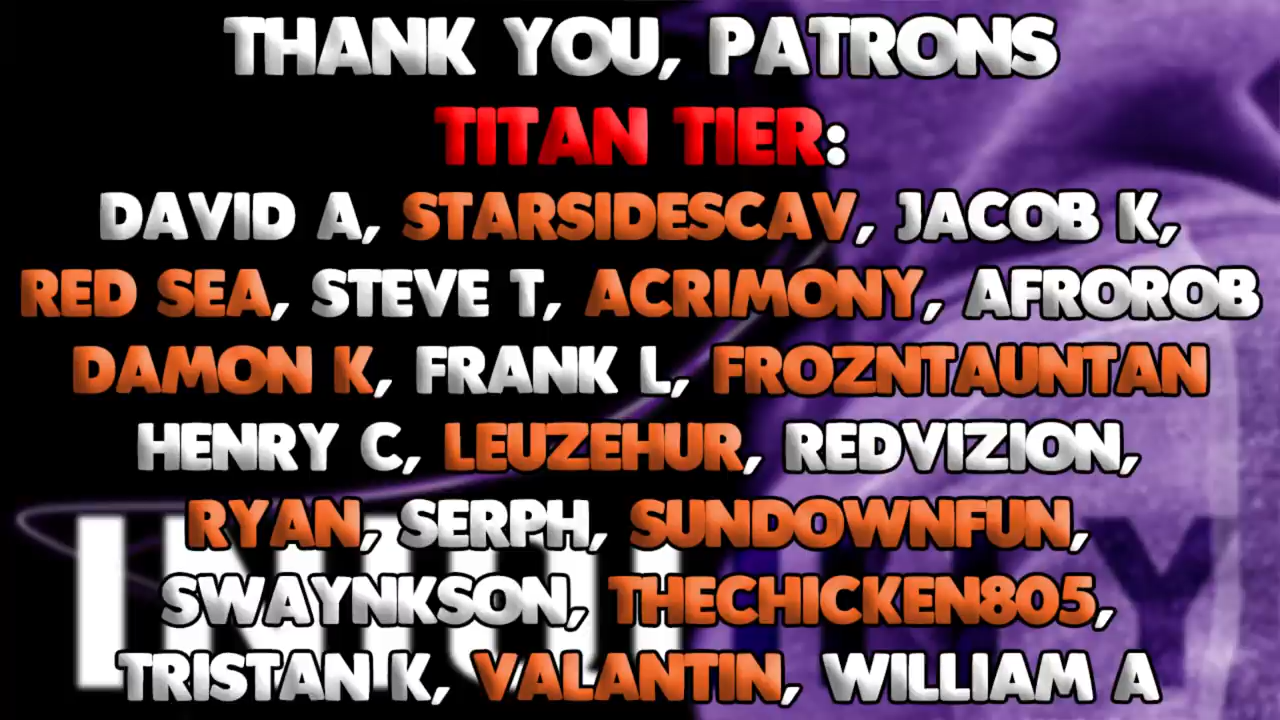 THANK YOU, PATRONS
TITAN TIER:
DAVID A, STARSIDESCAV, JACOB K,
RED SEA, STEVE T, ACRIMONY, AFROROB
DAMON K, FRANK L, FROZNTAUNTAN
HENRY C, LEUZEHUR, REDVIZION,
RYAN, SERPH, SUNDOWNFUN,
SWAYNKSON, THECHICKEN805,
TRISTAN K, VALANTIN, WILLIAM A